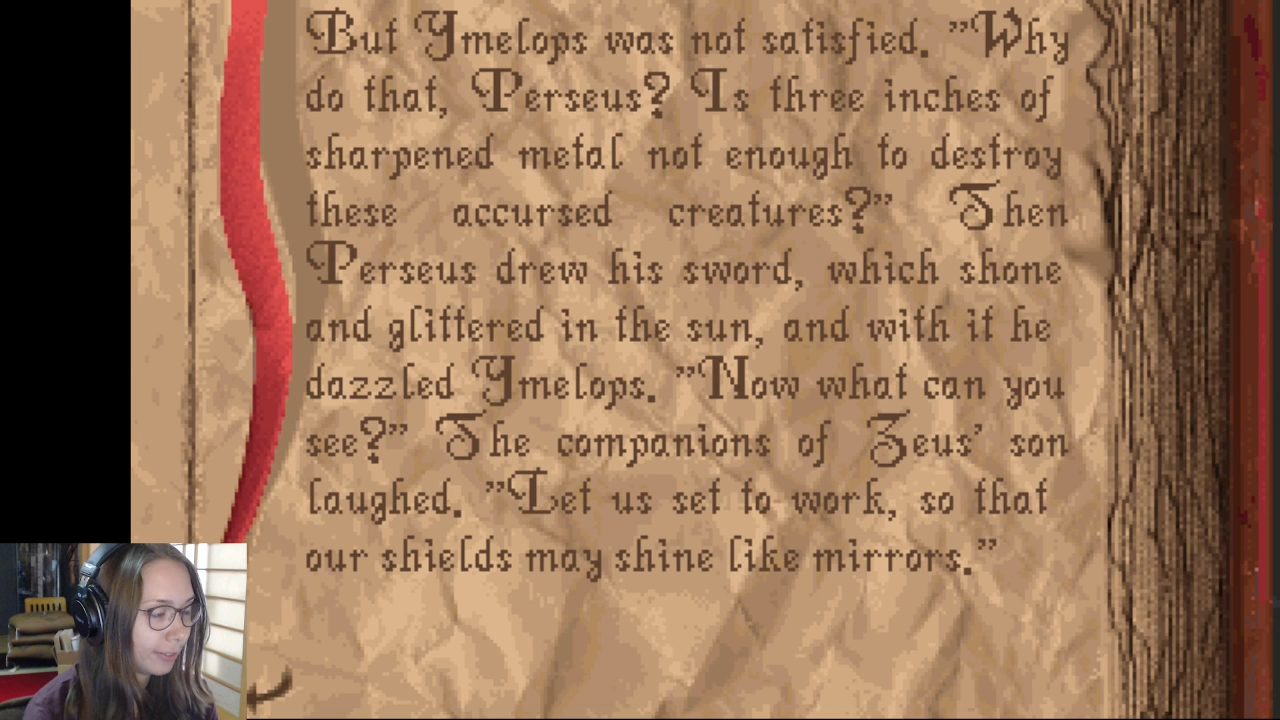 But Ymelops was not satisfied. "Why
do that, Perseus? Is three inches of
sharpened metal not enough to destroy
these accursed creatures?" Then
Perseus drew his sword, which shone
and glittered in the sun, and with it he
dazzled Ymelops. "Now what can you
see?" The companions of Zeus' son
laughed. "Let us set to work, so that
our shields may shine like mirrors."